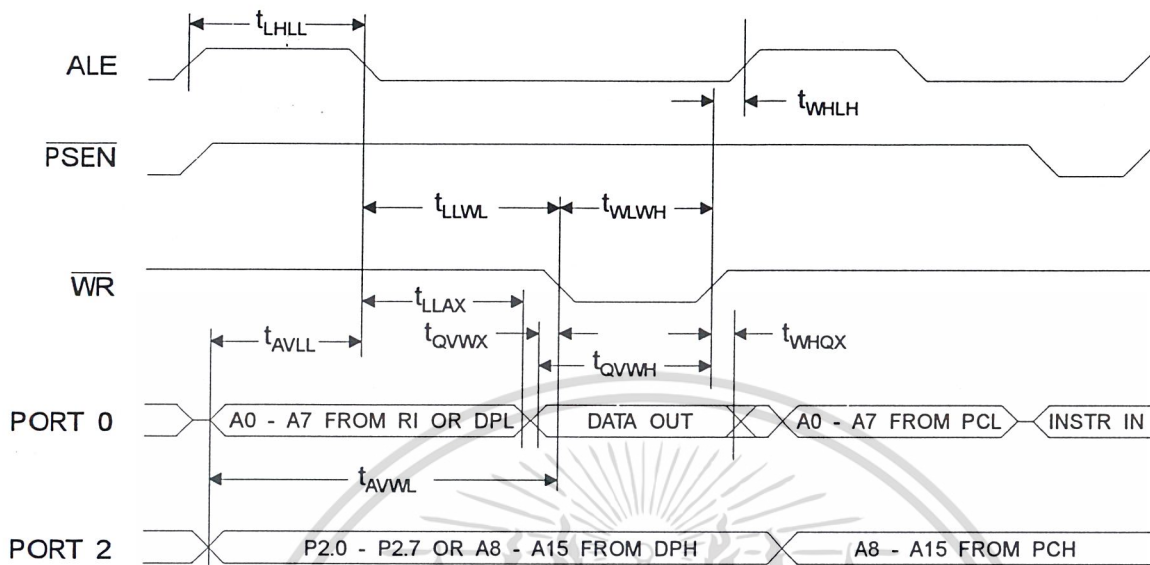 tLHLL
ALE
tWHLH
PSEN
tLLWL
tWLWH
WR
tLLAX
tAVLL
tQVWX
tWHQX
tQVWH
PORT 0
A0 - A7 FROM RI OR DPL
DATA OUT
A0 - A7 FROM PCL
INSTR IN
tAVWL
PORT 2
P2.0 - P2.7 OR A8 - A15 FROM DPH
A8 - A15 FROM PCH